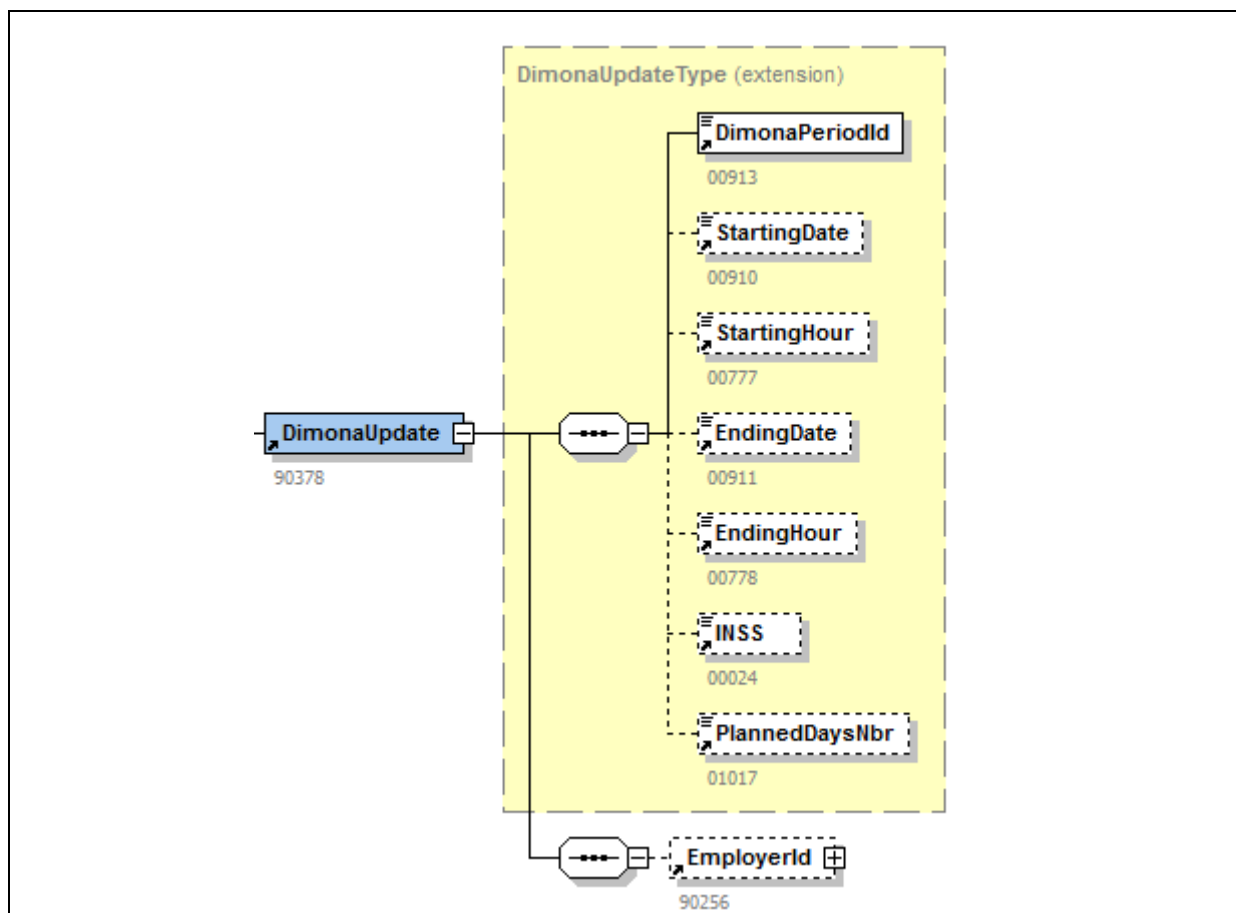 DimonaUpdateType (extension)
DimonaPeriodId
00913
StartingDate
00910
StartingHour
00777
DimonaUpdate
90378
EndingDate
00911
EndingHour
00778
INSS
00024
PlannedDaysNbr
01017
EmployerId
90256